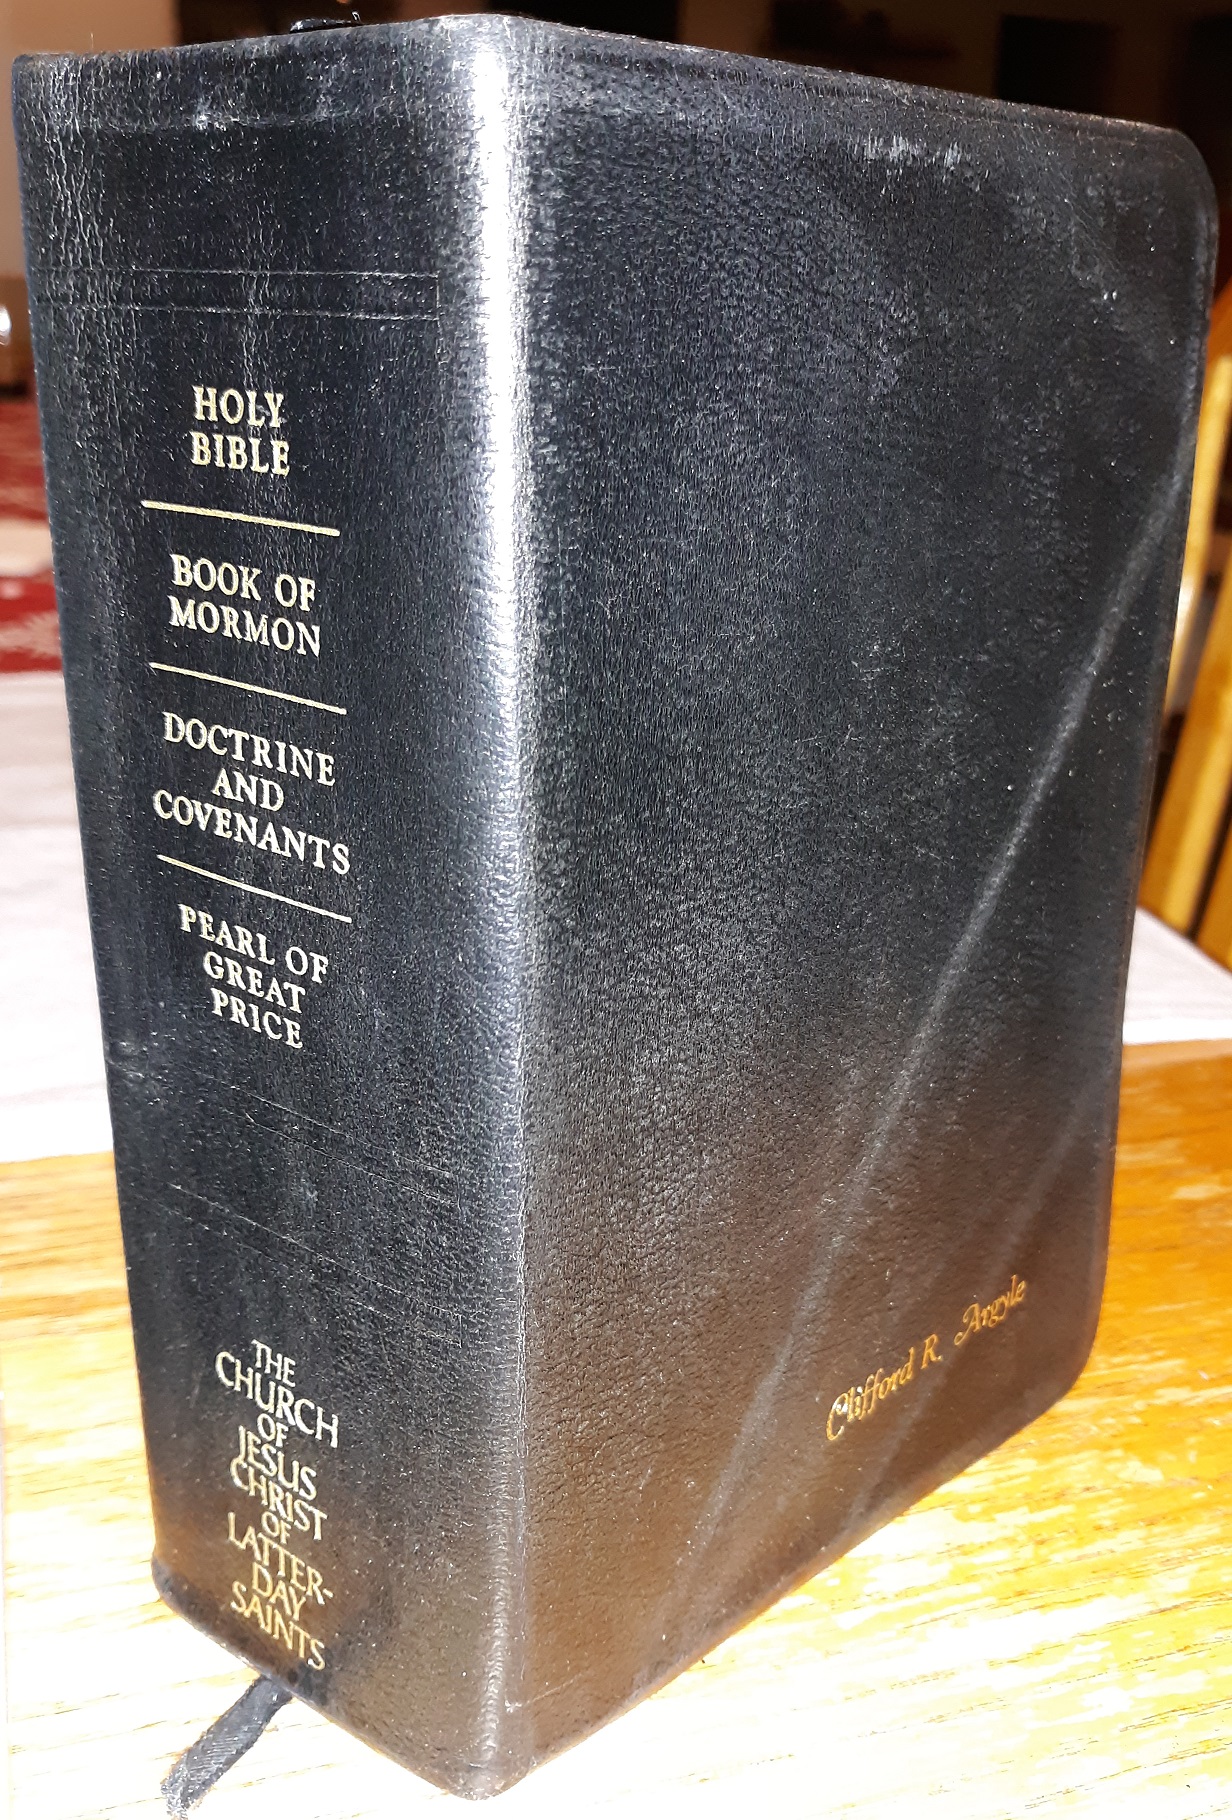 HOLY
BIBLE
BOOK OF
MORMON
DOCTRINE
AND
COVENANTS
PEARL OF
GREAT
PRICE
THE
CHURCH
OF
JESUS
CHRIST
OF
LATTER-
DAY
SAINTS
Clifford R. Argyle